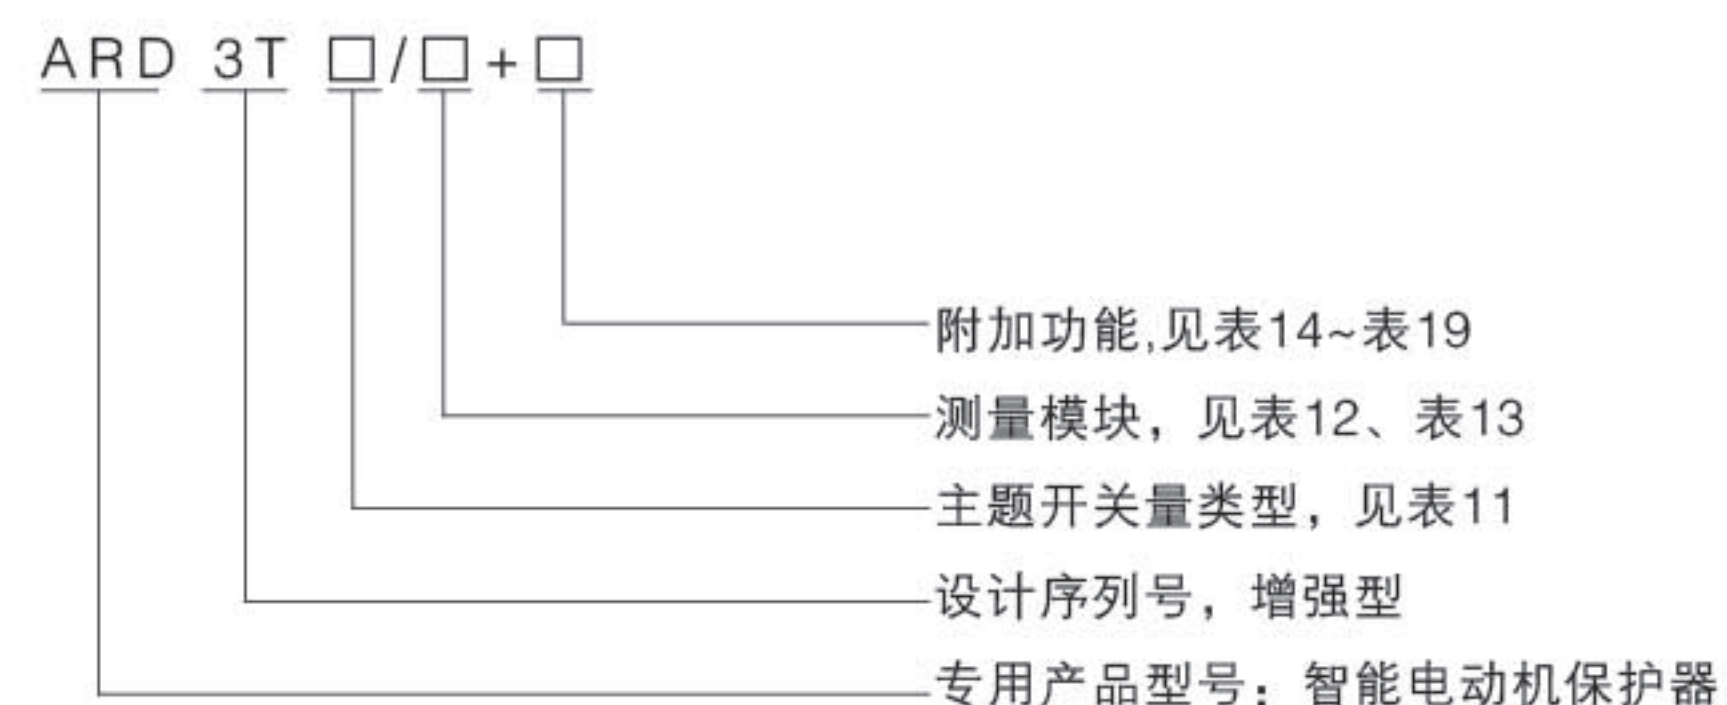 ARD 3T □/□+□
附加功能,见表14~表19
测量模块，见表12、表13
主题开关量类型，见表11
设计序列号，增强型
专用产品型号：智能电动机保护器